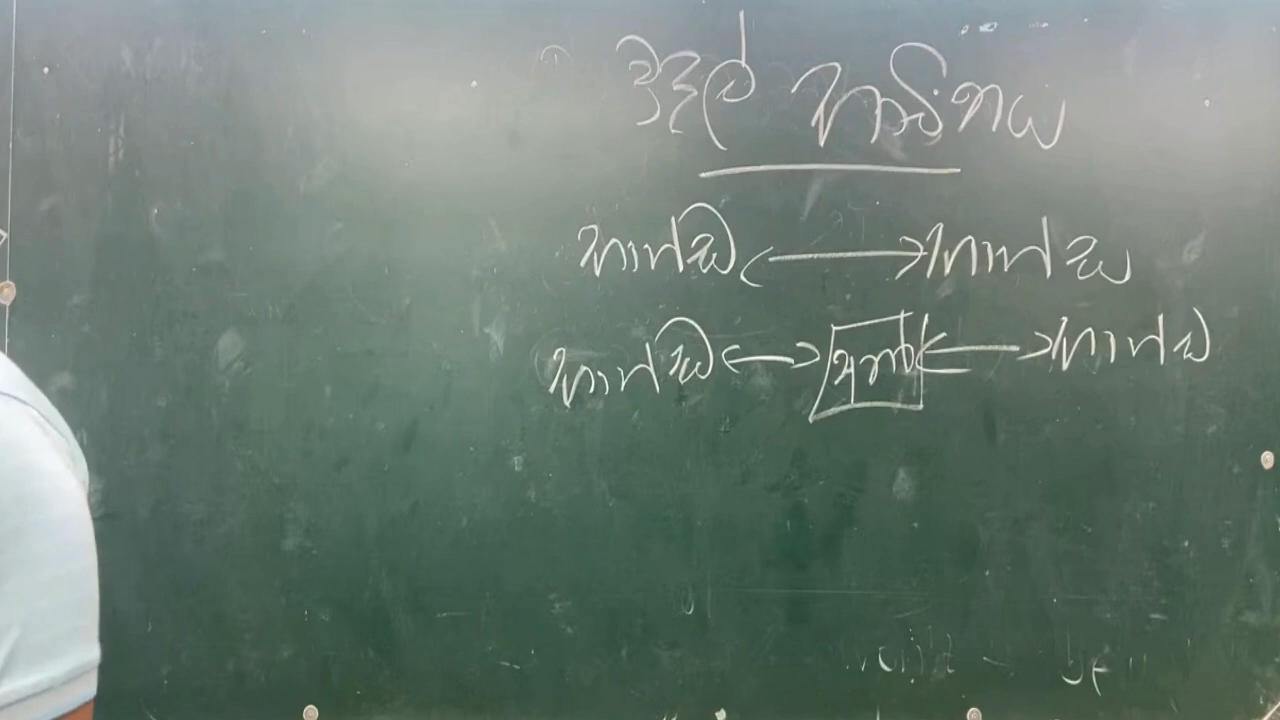 මුදල් භාවිතය
භාණ්ඩ ⟷ භාණ්ඩ
භාණ්ඩ ⟷ මුදල් ⟷ භාණ්ඩ